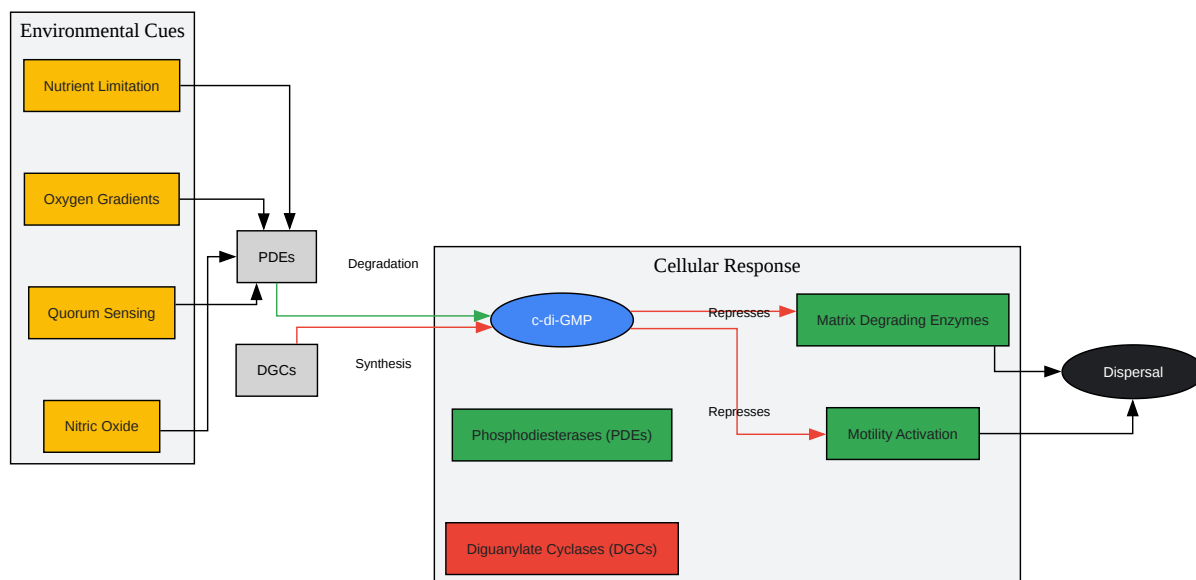 Environmental Cues
Nutrient Limitation
Oxygen Gradients
Quorum Sensing
Nitric Oxide
PDEs
DGCs
Degradation
Synthesis
Cellular Response
c-di-GMP
Represses
Represses
Matrix Degrading Enzymes
Motility Activation
Phosphodiesterases (PDEs)
Diguanylate Cyclases (DGCs)
Dispersal